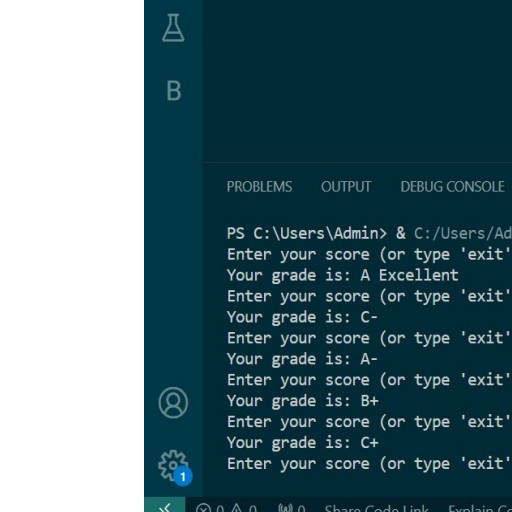 B
PROBLEMS OUTPUT DEBUG CONSOLE
PS C:\Users\Admin> & C:/Users/Ad
Enter your score (or type 'exit'
Your grade is: A Excellent
Enter your score (or type 'exit'
Your grade is: C-
Enter your score (or type 'exit'
Your grade is: A-
Enter your score (or type 'exit'
Your grade is: B+
Enter your score (or type 'exit'
Your grade is: C+
Enter your score (or type 'exit'
1
0 0 0 Share Code Link Explain Co